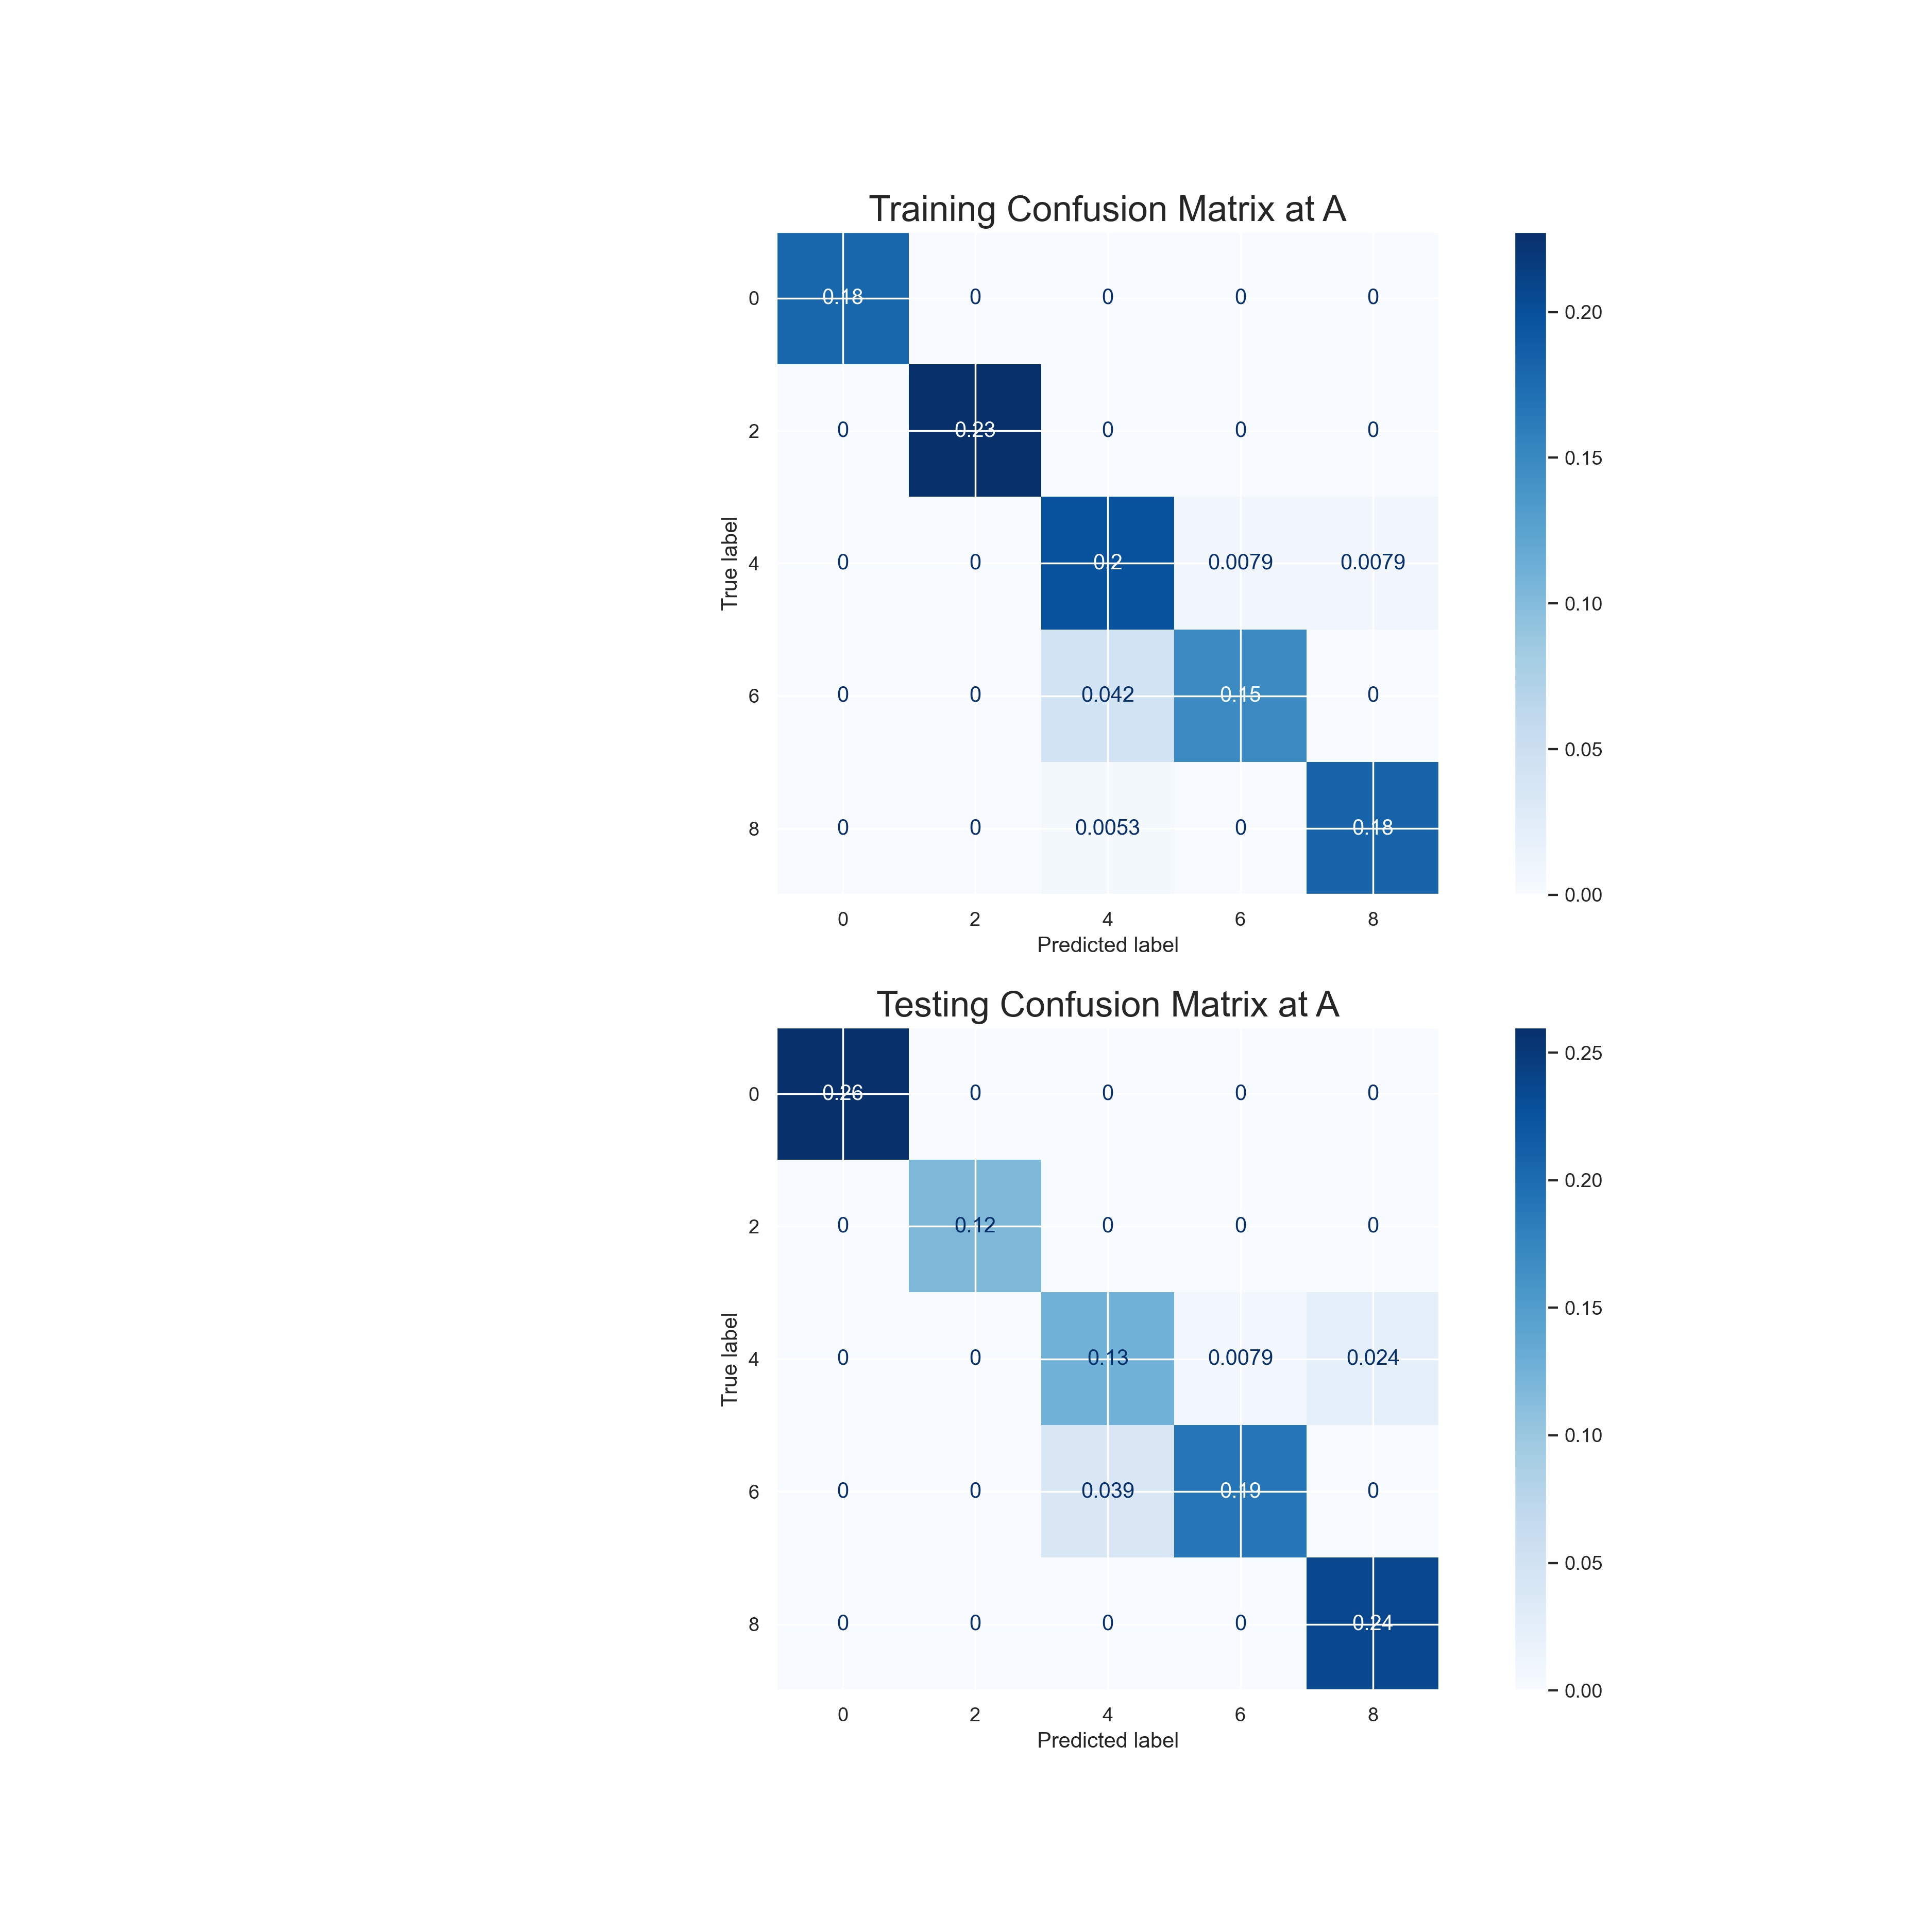 Training Confusion Matrix at A
0 0.18 0 0 0 0
2 0 0.23 0 0 0
4 0 0 0.2 0.0079 0.0079
6 0 0 0.042 0.15 0
8 0 0 0.0053 0 0.18
True label
0 2 4 6 8
Predicted label
0.20
0.15
0.10
0.05
0.00
Testing Confusion Matrix at A
0 0.26 0 0 0 0
2 0 0.12 0 0 0
4 0 0 0.13 0.0079 0.024
6 0 0 0.039 0.19 0
8 0 0 0 0 0.24
True label
0 2 4 6 8
Predicted label
0.25
0.20
0.15
0.10
0.05
0.00